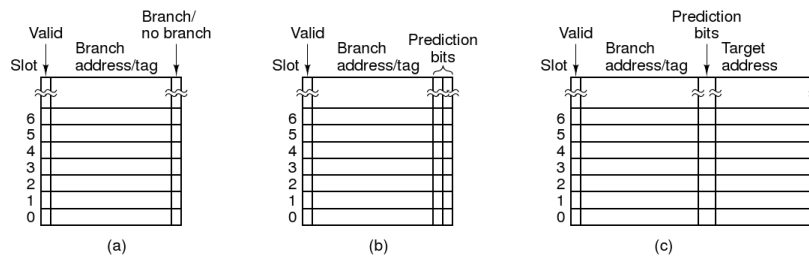 Valid
Branch/
no branch
Branch
address/tag
Slot
6
5
4
3
2
1
0
(a)
Valid
Branch
address/tag
Prediction
bits
Slot
6
5
4
3
2
1
0
(b)
Valid
Branch
address/tag
Prediction
bits
Target
address
Slot
6
5
4
3
2
1
0
(c)